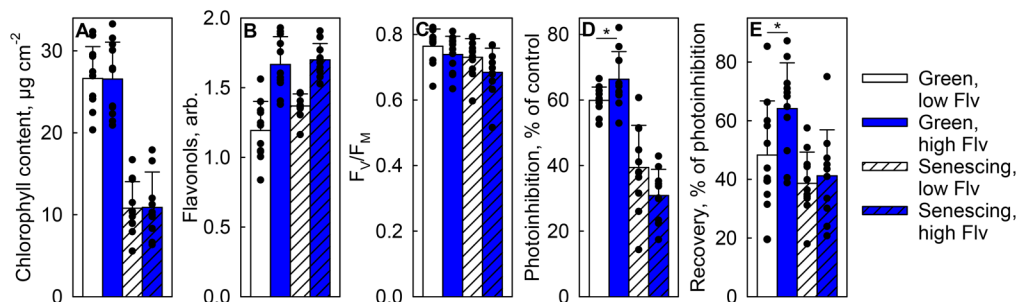 Chlorophyll content, µg cm-2
30
20
10
0
A
Flavonols, arb.
2.0
1.5
1.0
0.5
0.0
B
FV/FM
0.8
0.6
0.4
0.2
0.0
C
Photoinhibition, % of control
80
60
40
20
0
D
*
Recovery, % of photoinhibition
80
60
40
20
0
E
*
Green,
low Flv
Green,
high Flv
Senescing,
low Flv
Senescing,
high Flv